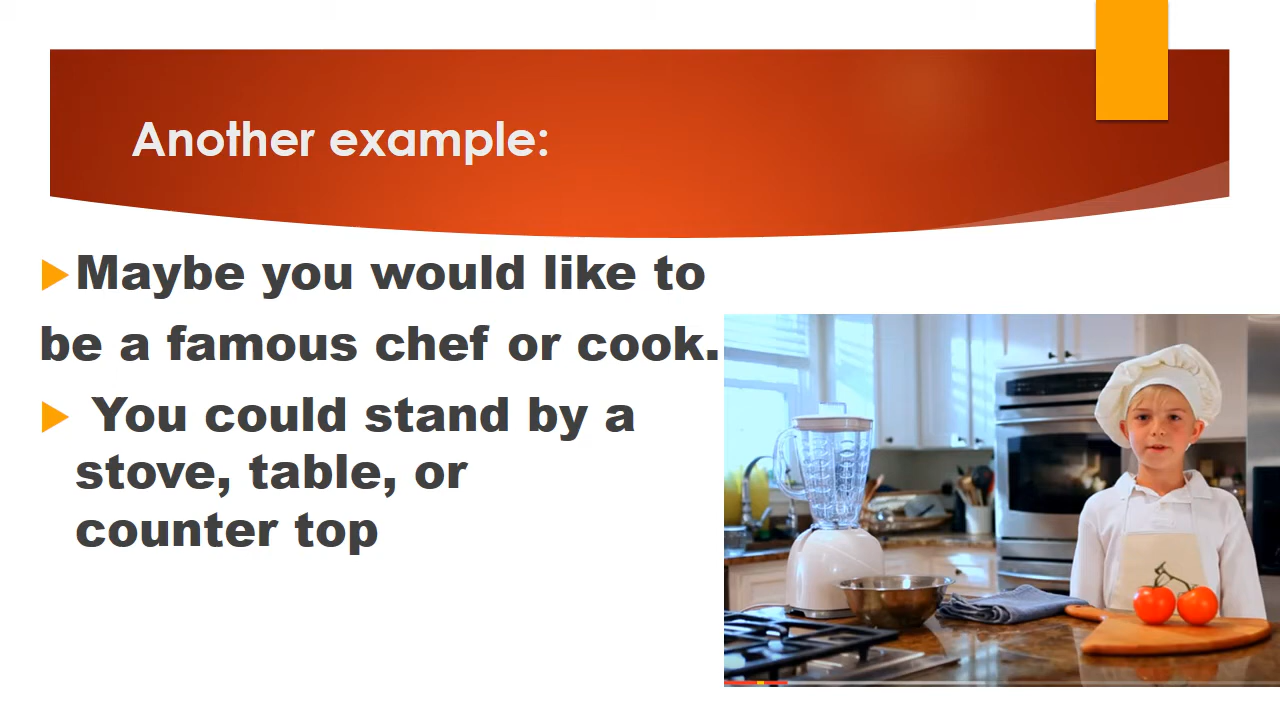 Another example:
Maybe you would like to
be a famous chef or cook.
You could stand by a
stove, table, or
counter top